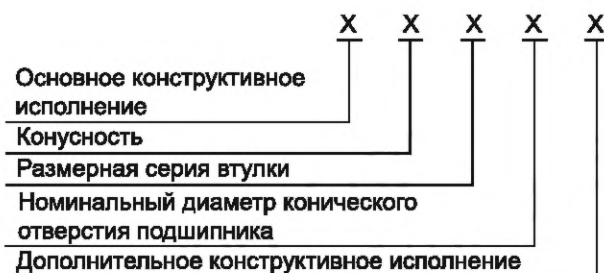 X X X X X
Основное конструктивное
исполнение
Конусность
Размерная серия втулки
Номинальный диаметр конического
отверстия подшипника
Дополнительное конструктивное исполнение